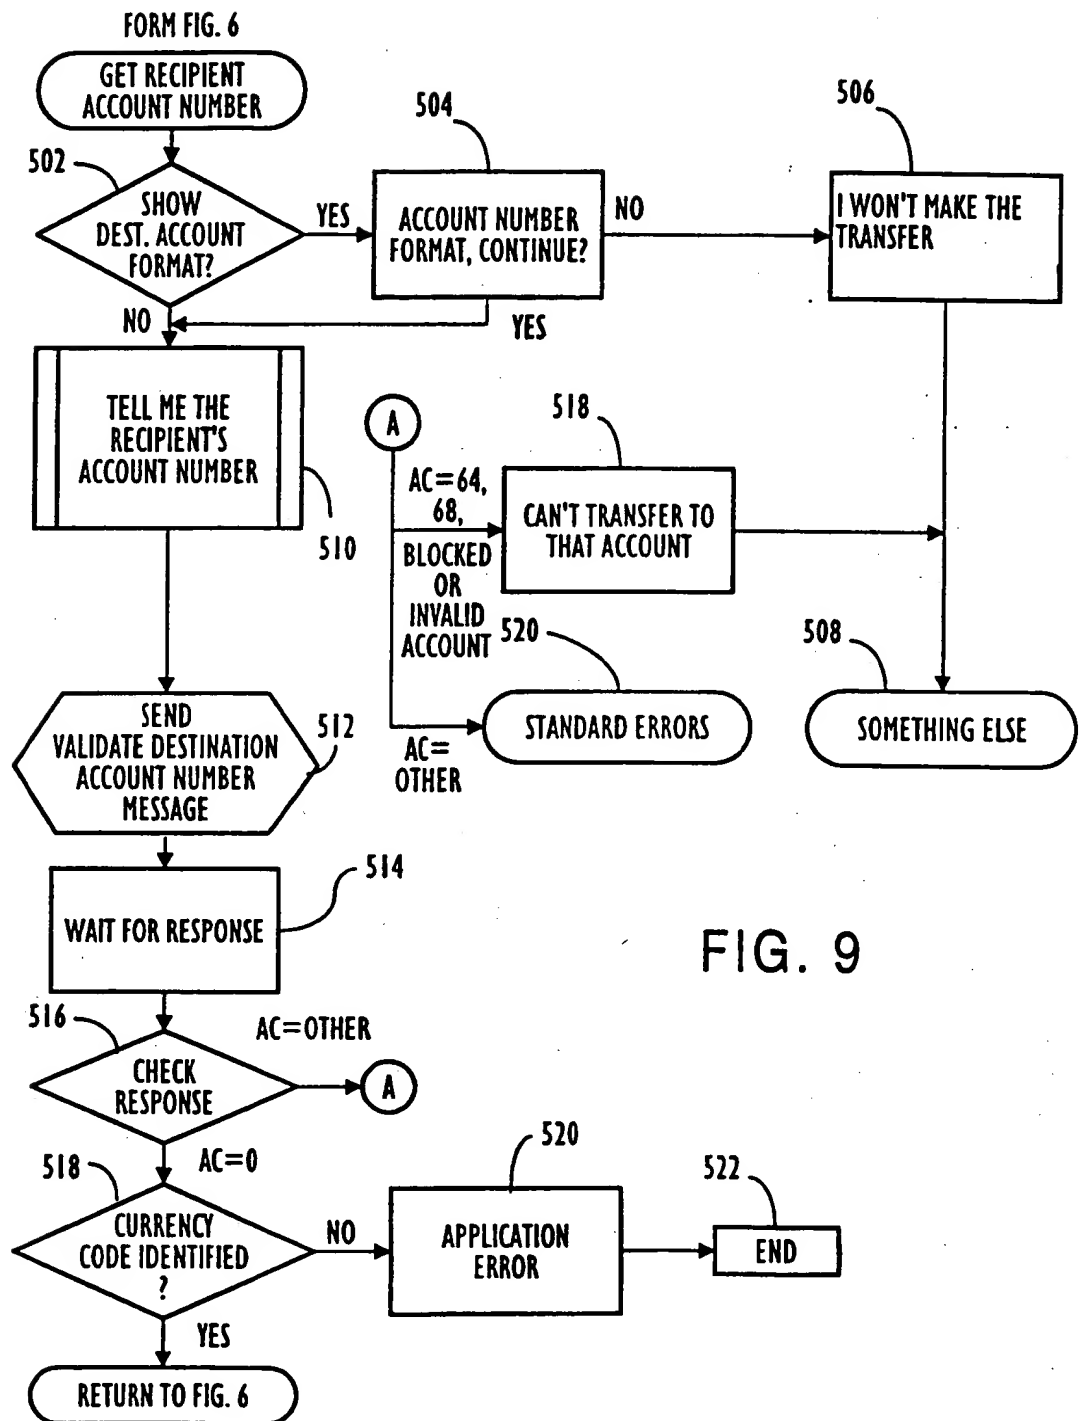 FORM FIG. 6
GET RECIPIENT
ACCOUNT NUMBER
502
SHOW
DEST. ACCOUNT
FORMAT?
YES
504
ACCOUNT NUMBER
FORMAT, CONTINUE?
NO
506
I WON'T MAKE THE
TRANSFER
NO
YES
TELL ME THE
RECIPIENT'S
ACCOUNT NUMBER
510
A
AC=64,
68,
BLOCKED
OR
INVALID
ACCOUNT
518
CAN'T TRANSFER TO
THAT ACCOUNT
520
STANDARD ERRORS
AC=
OTHER
508
SOMETHING ELSE
SEND
VALIDATE DESTINATION
ACCOUNT NUMBER
MESSAGE
512
514
WAIT FOR RESPONSE
FIG. 9
516
CHECK
RESPONSE
AC=OTHER
A
AC=0
518
CURRENCY
CODE IDENTIFIED
?
NO
520
APPLICATION
ERROR
522
END
YES
RETURN TO FIG. 6